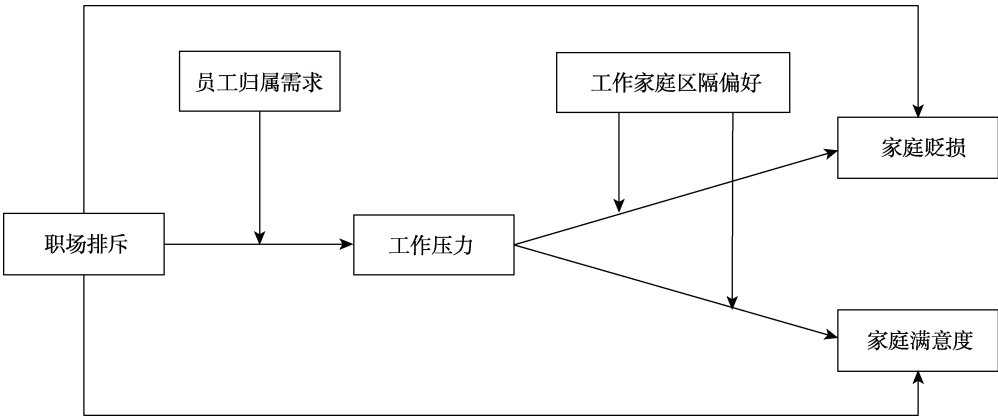 员工归属需求
工作家庭区隔偏好
家庭贬损
职场排斥
工作压力
家庭满意度